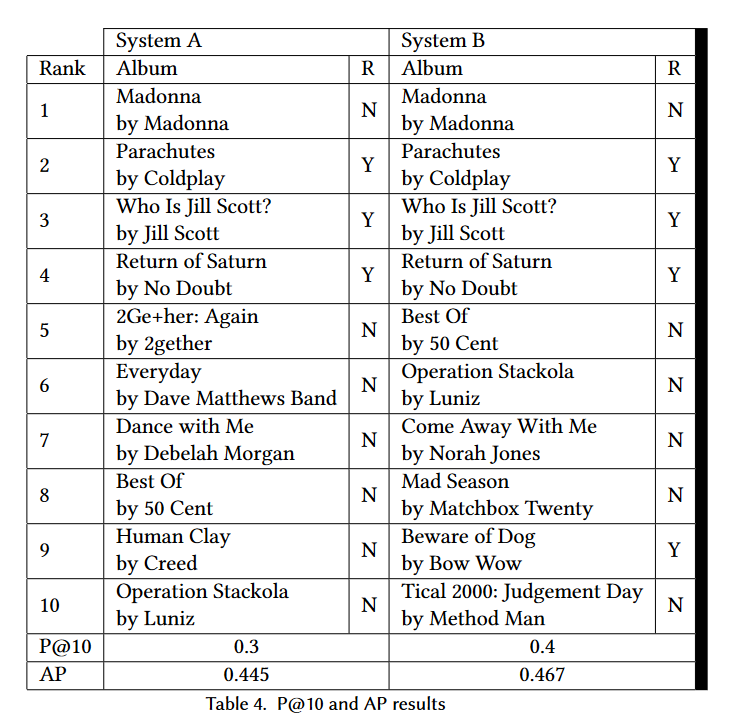 System A System B
Rank Album R Album R
Madonna Madonna
1 N N
by Madonna by Madonna
Parachutes Parachutes
2 Y Y
by Coldplay by Coldplay
Who Is Jill Scott? Who Is Jill Scott?
3 Y Y
by Jill Scott by Jill Scott
Return of Saturn Return of Saturn
4 Y Y
by No Doubt by No Doubt
2Ge+her: Again Best Of
5 N N
by 2gether by 50 Cent
Everyday Operation Stackola
6 N N
by Dave Matthews Band by Luniz
Dance with Me Come Away With Me
7 N N
by Debelah Morgan by Norah Jones
Best Of Mad Season
8 N N
by 50 Cent by Matchbox Twenty
Human Clay Beware of Dog
9 N Y
by Creed by Bow Wow
Operation Stackola Tical 2000: Judgement Day
10 N N
by Luniz by Method Man
P@10 0.3 0.4
AP 0.445 0.467
Table 4. P@10 and AP results